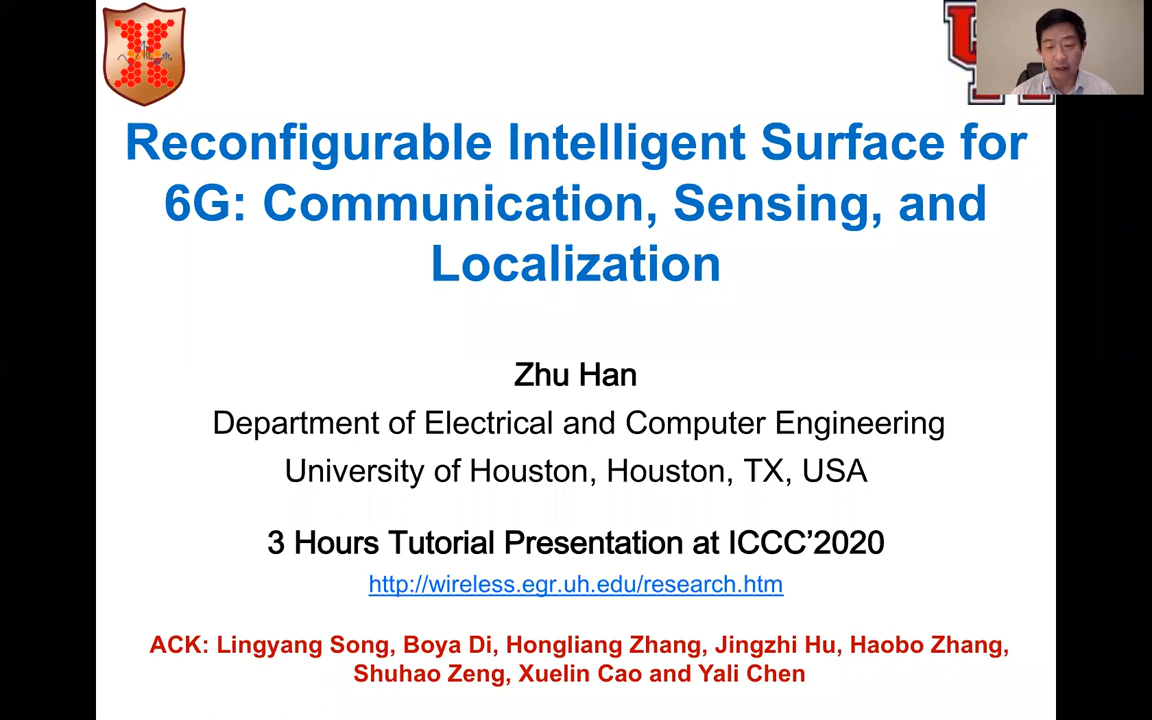 Reconfigurable Intelligent Surface for
6G: Communication, Sensing, and
Localization
Zhu Han
Department of Electrical and Computer Engineering
University of Houston, Houston, TX, USA
3 Hours Tutorial Presentation at ICCC’2020
http://wireless.egr.uh.edu/research.htm
ACK: Lingyang Song, Boya Di, Hongliang Zhang, Jingzhi Hu, Haobo Zhang,
Shuhao Zeng, Xuelin Cao and Yali Chen